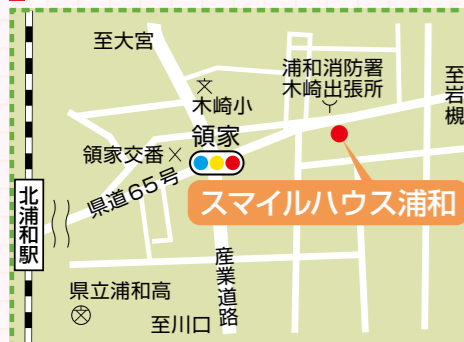 至大宮
木崎小
浦和消防署
木崎出張所
至岩槻
領家
領家交番
県道65号
スマイルハウス浦和
北浦和駅
産業道路
県立浦和高
至川口